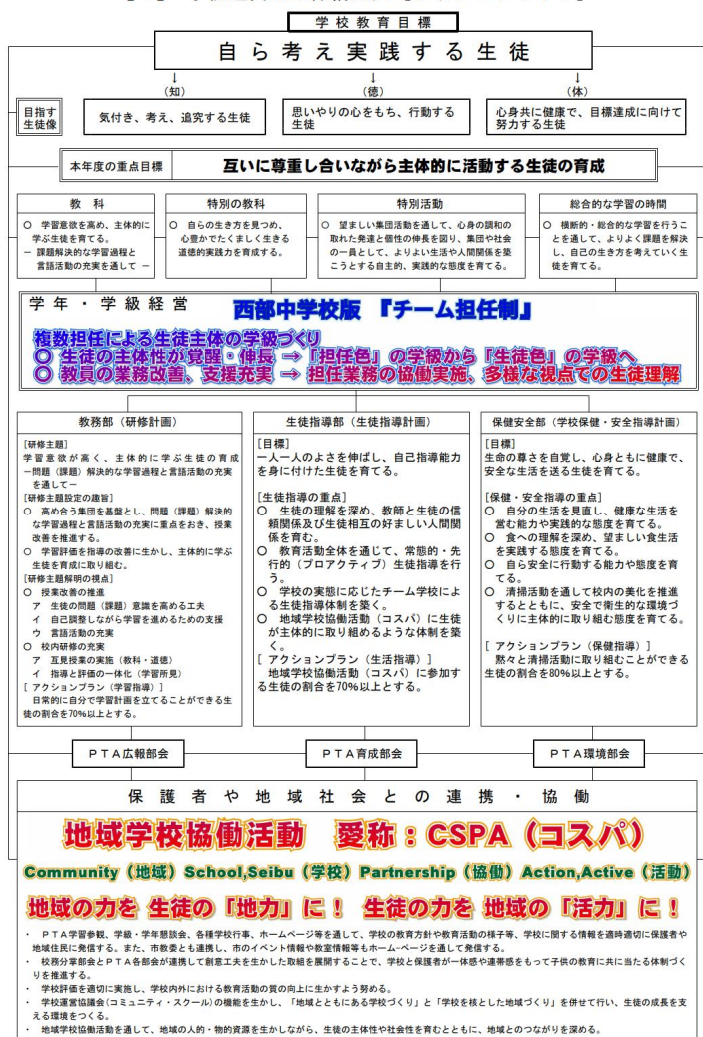 学校教育目標
自ら考え実践する生徒
↓ ↓ ↓
(知) (徳) (体)
目指す
生徒像
気付き、考え、追究する生徒
思いやりの心をもち、行動する
生徒
心身共に健康で、目標達成に向けて
努力する生徒
本年度の重点目標 互いに尊重し合いながら主体的に活動する生徒の育成
教科
○ 学習意欲を高め、主体的に
学ぶ生徒を育てる。
－ 課題解決的な学習過程と
言語活動の充実を通して －
特別の教科
○ 自らの生き方を見つめ、
心豊かでたくましく生きる
道徳的実践力を育成する。
特別活動
○ 望ましい集団活動を通して、心身の調和の
取れた発達と個性の伸長を図り、集団や社会
の一員として、よりよい生活や人間関係を築
こうとする自主的、実践的な態度を育てる。
総合的な学習の時間
○ 横断的・総合的な学習を行うこ
とを通して、よりよく課題を解決
し、自己の生き方を考えていく生
徒を育てる。
学年・学級経営 西部中学校版 『チーム担任制』
複数担任による生徒主体の学級づくり
○ 生徒の主体性が覚醒・伸長 → 「担任色」の学級から「生徒色」の学級へ
○ 教員の業務改善、支援充実 → 担任業務の協働実施、多様な視点での生徒理解
教務部（研修計画）
[研修主題]
学習意欲が高く、主体的に学ぶ生徒の育成
－問題（課題）解決的な学習過程と言語活動の充実
を通して－
[研修主題設定の趣旨]
○ 高め合う集団を基盤とし、問題（課題）解決的
な学習過程と言語活動の充実に重点をおき、授業
改善を推進する。
○ 学習評価を指導の改善に生かし、主体的に学ぶ
生徒を育成に取り組む。
[研修主題解明の視点]
○ 授業改善の推進
ア 生徒の問題（課題）意識を高める工夫
イ 自己調整しながら学習を進めるための支援
ウ 言語活動の充実
○ 校内研修の充実
ア 互見授業の実施（教科・道徳）
イ 指導と評価の一体化（学習所見）
[ アクションプラン（学習指導）]
日常的に自分で学習計画を立てることができる生
徒の割合を70%以上とする。
生徒指導部（生徒指導計画）
[目標]
一人一人のよさを伸ばし、自己指導能力
を身に付けた生徒を育てる。
[生徒指導の重点]
○ 生徒の理解を深め、教師と生徒の信
頼関係及び生徒相互の好ましい人間関
係を育む。
○ 教育活動全体を通じて、常態的・先
行的（プロアクティブ）生徒指導を行
う。
○ 学校の実態に応じたチーム学校によ
る生徒指導体制を築く。
○ 地域学校協働活動（コスパ）に生徒
が主体的に取り組めるような体制を築
く。
[ アクションプラン（生活指導）]
地域学校協働活動（コスパ）に参加す
る生徒の割合を70%以上とする。
保健安全部（学校保健・安全指導計画）
[目標]
生命の尊さを自覚し、心身ともに健康で、
安全な生活を送る生徒を育てる。
[保健・安全指導の重点]
○ 自分の生活を見直し、健康な生活を
営む能力や実践的な態度を育てる。
○ 食への理解を深め、望ましい食生活
を実践する態度を育てる。
○ 自ら安全に行動する能力や態度を育
てる。
○ 清掃活動を通して校内の美化を推進
するとともに、安全で衛生的な環境づ
くりに主体的に取り組む態度を育てる。
[ アクションプラン（保健指導）]
黙々と清掃活動に取り組むことができる
生徒の割合を80%以上とする。
ＰＴＡ広報部会
ＰＴＡ育成部会
ＰＴＡ環境部会
保護者や地域社会との連携・協働
地域学校協働活動 愛称：CSPA（コスパ）
Community（地域）School,Seibu（学校）Partnership（協働）Action,Active（活動）
地域の力を 生徒の「地力」に！ 生徒の力を 地域の「活力」に！
・ ＰＴＡ学習参観、学級・学年懇談会、各種学校行事、ホームページ等を通して、学校の教育方針や教育活動の様子等、学校に関する情報を適時適切に保護者や
地域住民に発信する。また、市教委とも連携し、市のイベント情報や教室情報等もホームページを通して発信する。
・ 校務分掌部会とＰＴＡ各部会が連携して創意工夫を生かした取組を展開することで、学校と保護者が一体感や連帯感をもって子供の教育に共に当たる体制づく
りを推進する。
・ 学校評価を適切に実施し、学校内外における教育活動の質の向上に生かすよう努める。
・ 学校運営協議会(コミュニティ・スクール)の機能を生かし、「地域とともにある学校づくり」と「学校を核とした地域づくり」を併せて行い、生徒の成長を支
える環境をつくる。
・ 地域学校協働活動を通して、地域の人的・物的資源を生かしながら、生徒の主体性や社会性を育むとともに、地域とのつながりを深める。